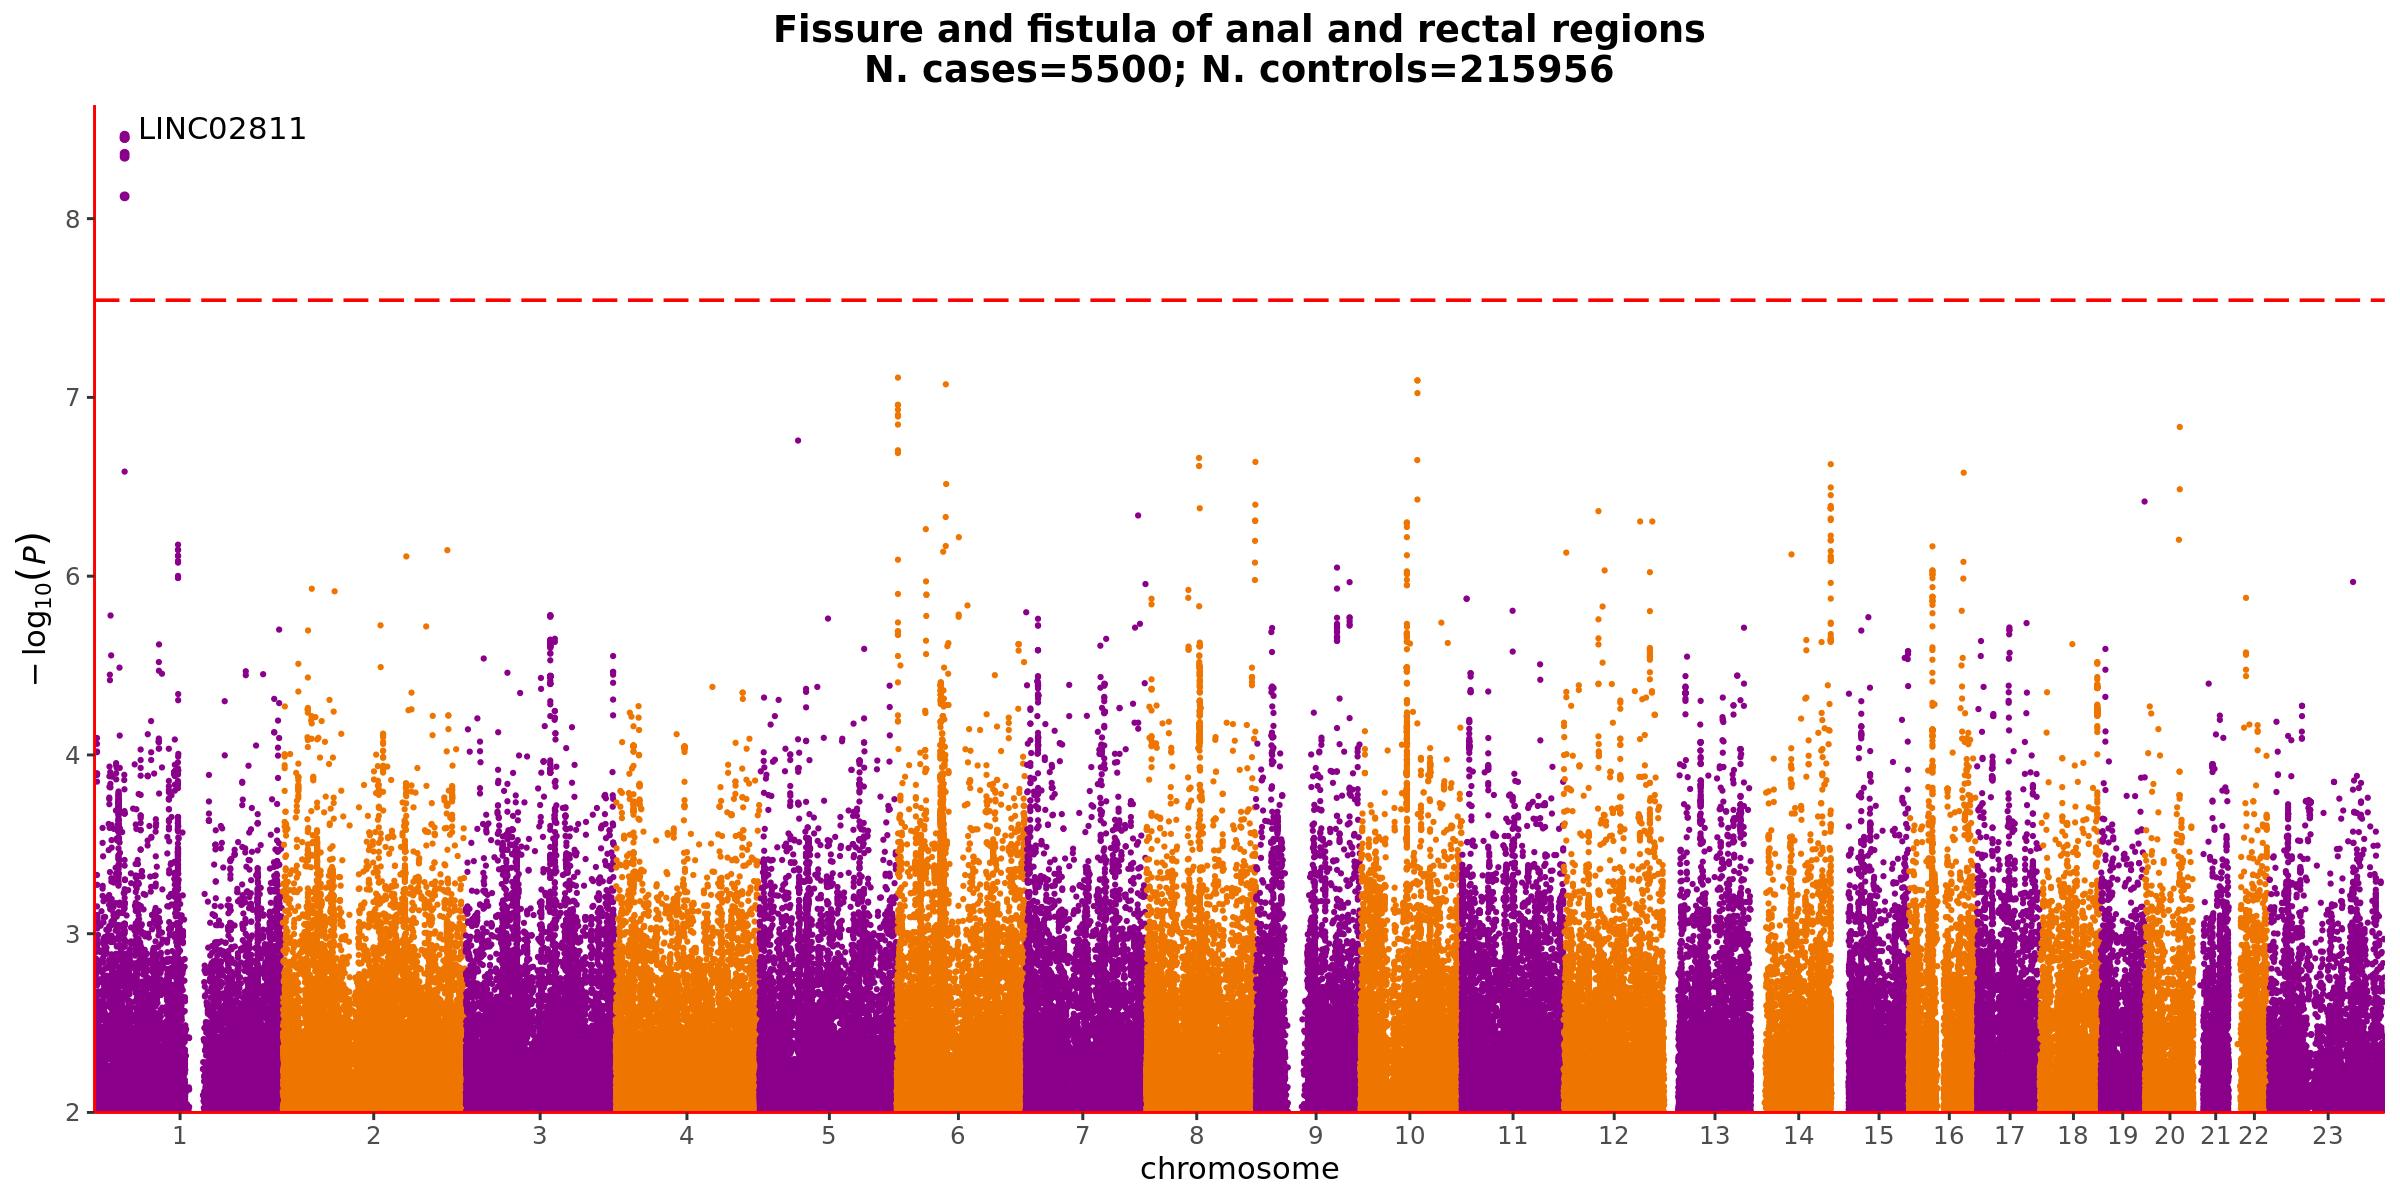 Fissure and fistula of anal and rectal regions
N. cases=5500; N. controls=215956
LINC02811
8
7
6
5
4
3
2
−log10(P)
1 2 3 4 5 6 7 8 9 10 11 12 13 14 15 16 17 18 19 20 21 22 23
chromosome